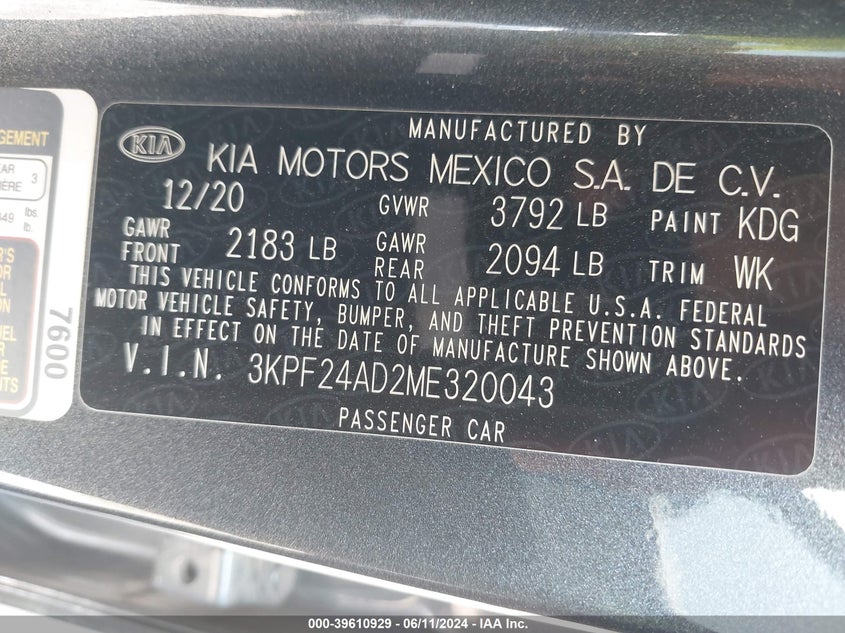 MANUFACTURED BY
KIA KIA MOTORS MEXICO S.A. DE C.V.
12/20 GVWR 3792 LB PAINT KDG
GAWR FRONT 2183 LB GAWR REAR 2094 LB TRIM WK
THIS VEHICLE CONFORMS TO ALL APPLICABLE U.S.A. FEDERAL
MOTOR VEHICLE SAFETY, BUMPER, AND THEFT PREVENTION STANDARDS
IN EFFECT ON THE DATE OF MANUFACTURE SHOWN ABOVE.
V.I.N. 3KPF24AD2ME320043
PASSENGER CAR
3
lbs.
lb.
7600
000-39610929 - 06/11/2024 - IAA Inc.